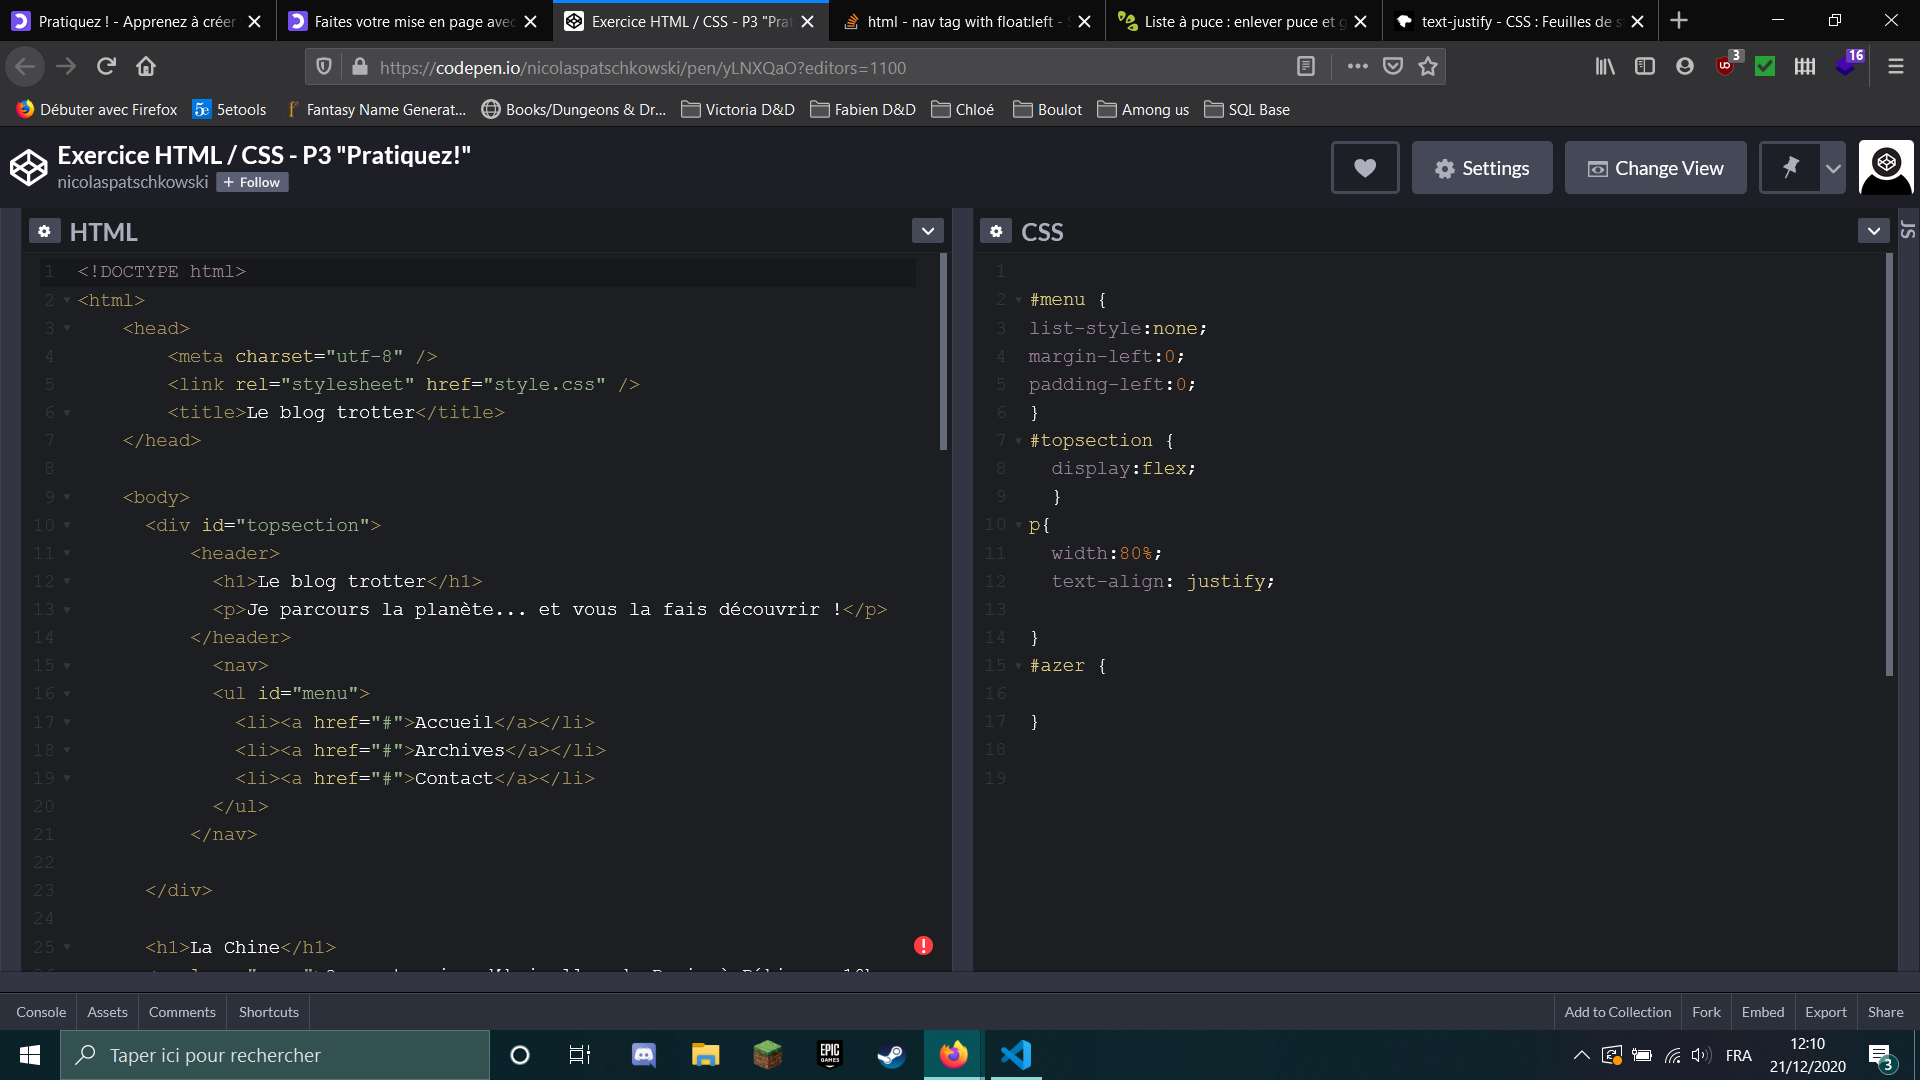 Pratiquez ! - Apprenez à créer
Faites votre mise en page avec
Exercice HTML / CSS - P3 "Prat
html - nav tag with float:left - S
Liste à puce : enlever puce et g
text-justify - CSS : Feuilles de s
https://codepen.io/nicolaspatschkowski/pen/yLNXQaO?editors=1100
3
16
Débuter avec Firefox
5e 5etools
Fantasy Name Generat...
Books/Dungeons & Dr...
Victoria D&D
Fabien D&D
Chloé
Boulot
Among us
SQL Base
Exercice HTML / CSS - P3 "Pratiquez!"
nicolaspatschkowski + Follow
Settings
Change View
HTML
1 <!DOCTYPE html>
2 <html>
3 <head>
4 <meta charset="utf-8" />
5 <link rel="stylesheet" href="style.css" />
6 <title>Le blog trotter</title>
7 </head>
8
9 <body>
10 <div id="topsection">
11 <header>
12 <h1>Le blog trotter</h1>
13 <p>Je parcours la planète... et vous la fais découvrir !</p>
14 </header>
15 <nav>
16 <ul id="menu">
17 <li><a href="#">Accueil</a></li>
18 <li><a href="#">Archives</a></li>
19 <li><a href="#">Contact</a></li>
20 </ul>
21 </nav>
22
23 </div>
24
25 <h1>La Chine</h1>
CSS
1
2 #menu {
3 list-style:none;
4 margin-left:0;
5 padding-left:0;
6 }
7 #topsection {
8 display:flex;
9 }
10 p{
11 width:80%;
12 text-align: justify;
13
14 }
15 #azer {
16
17 }
18
19
JS
Console
Assets
Comments
Shortcuts
Add to Collection
Fork
Embed
Export
Share
Taper ici pour rechercher
EPIC GAMES
FRA
12:10
21/12/2020
3